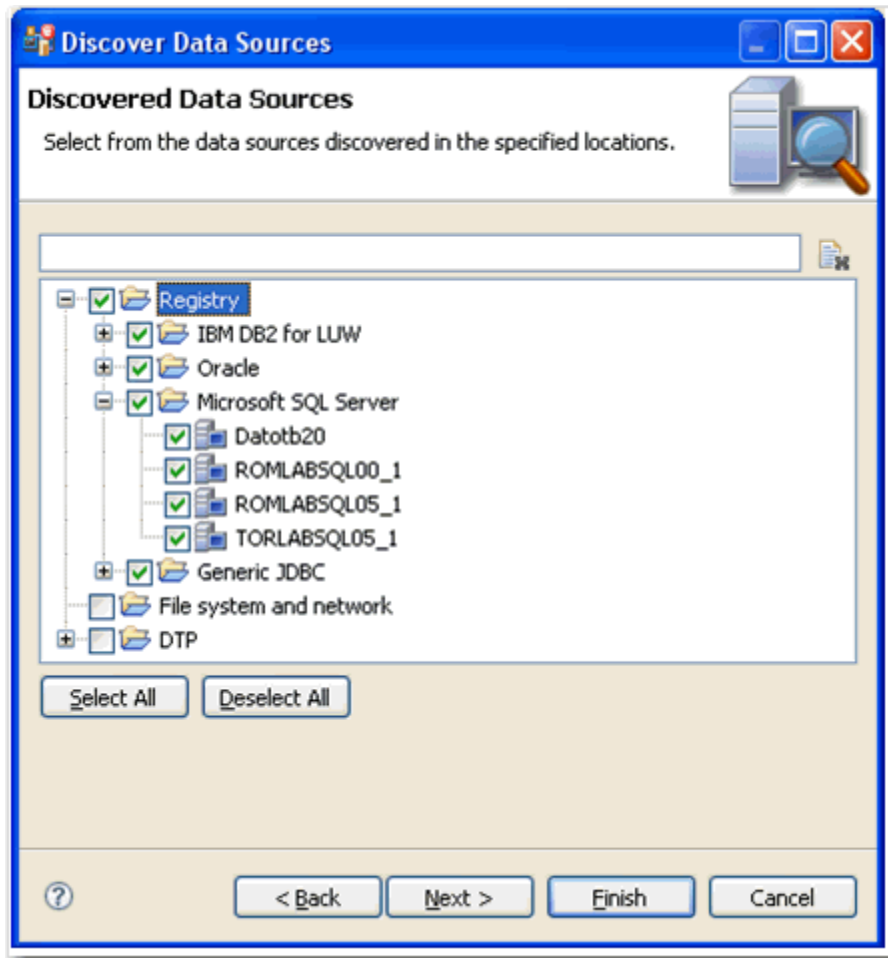 Discover Data Sources
Discovered Data Sources
Select from the data sources discovered in the specified locations.
Registry
IBM DB2 for LUW
Oracle
Microsoft SQL Server
Datotb20
ROMLABSQL00_1
ROMLABSQL05_1
TORLABSQL05_1
Generic JDBC
File system and network
DTP
Select All Deselect All
? < Back Next > Finish Cancel